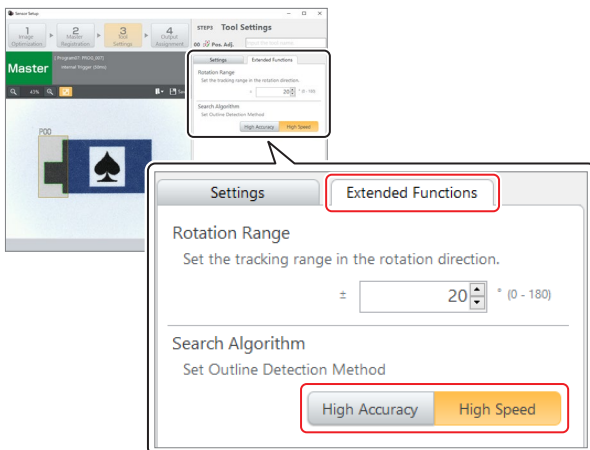 Sensor Setup
1 2 3 4
Image Optimization Master Registration Tool Settings Output Assignment
STEP3 Tool Settings
00 Pos. Adj.
Master
[ Program07: PROG_007]
Internal Trigger (50ms)
43%
P00
Settings Extended Functions
Rotation Range
Set the tracking range in the rotation direction.
± 20 ° (0 - 180)
Search Algorithm
Set Outline Detection Method
High Accuracy High Speed
Settings Extended Functions
Rotation Range
Set the tracking range in the rotation direction.
± 20 ° (0 - 180)
Search Algorithm
Set Outline Detection Method
High Accuracy High Speed